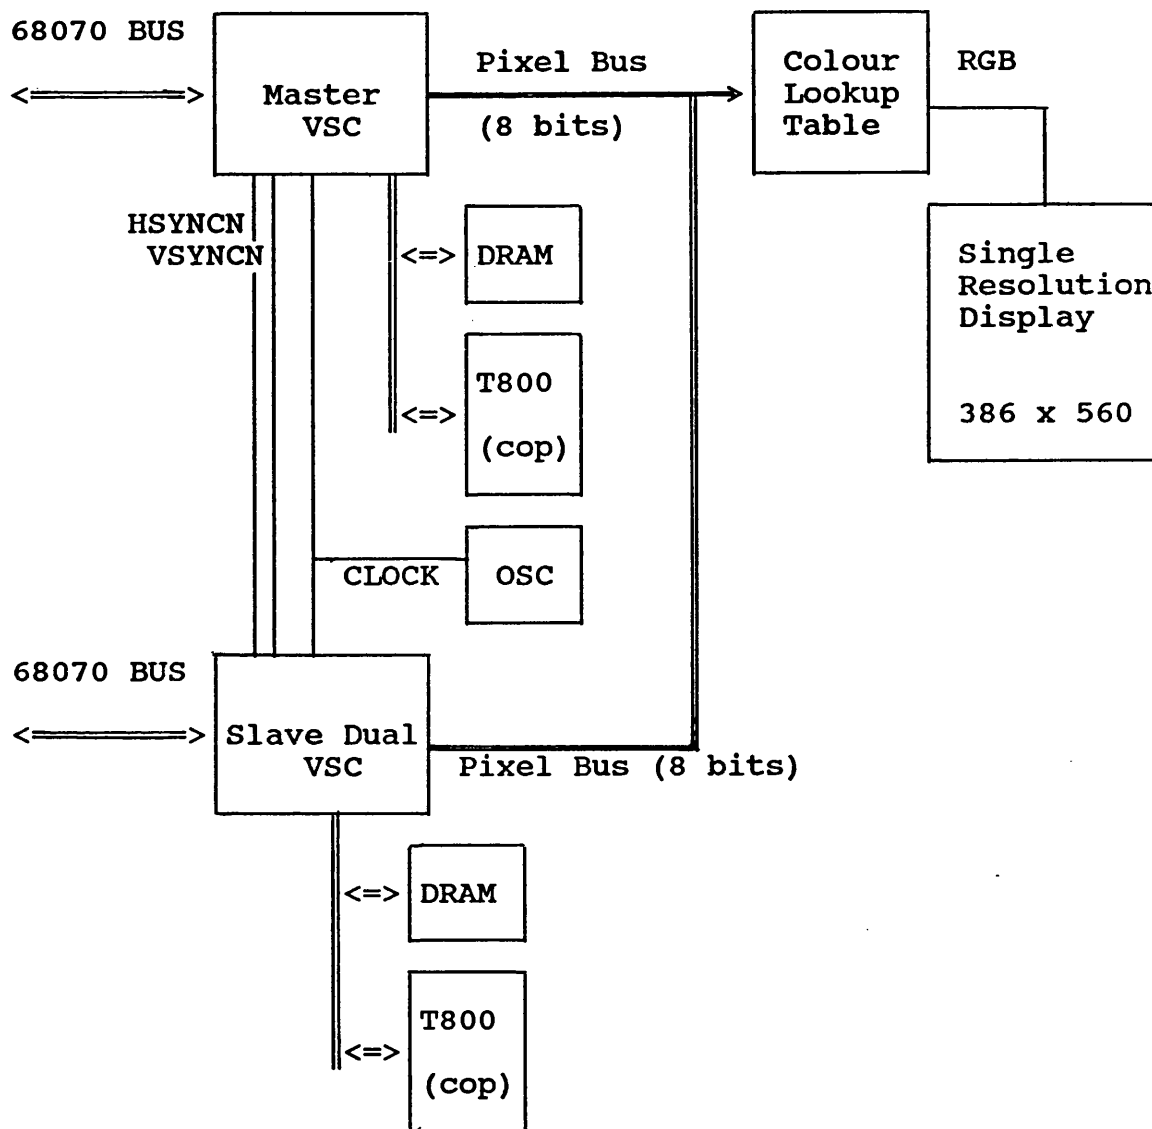 68070 BUS
<══>
Master
VSC
Pixel Bus
(8 bits)
Colour
Lookup
Table
RGB
HSYNCN
VSYNCN
<=> DRAM
<=> T800
(cop)
Single
Resolution
Display
386 x 560
CLOCK
OSC
68070 BUS
<══>
Slave Dual
VSC
Pixel Bus (8 bits)
<=> DRAM
<=> T800
(cop)